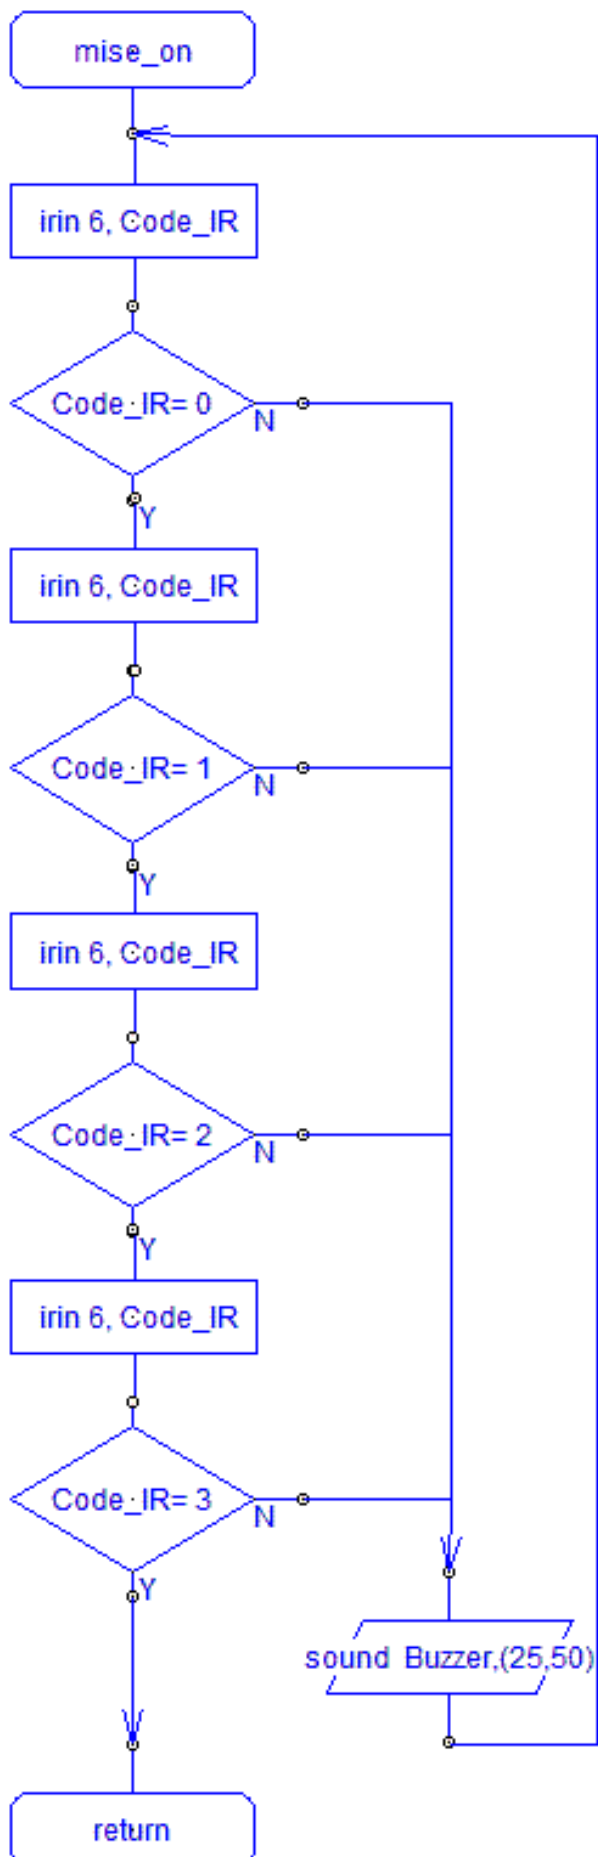 mise_on
irin 6, Code_IR
Code_IR= 0
N
Y
irin 6, Code_IR
Code_IR= 1
N
Y
irin 6, Code_IR
Code_IR= 2
N
Y
irin 6, Code_IR
Code_IR= 3
N
Y
sound Buzzer,(25,50)
return